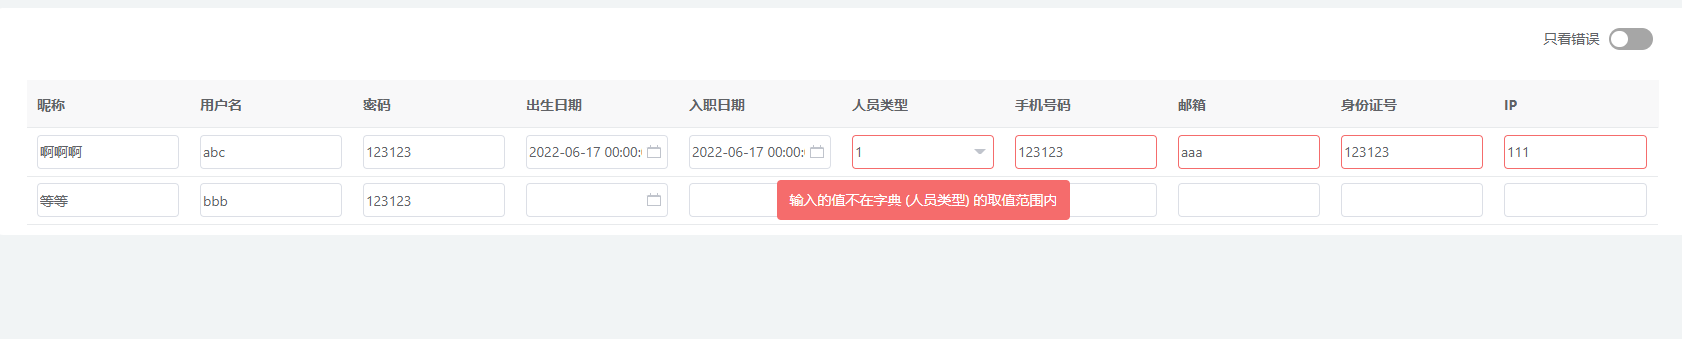 只看错误
昵称 用户名 密码 出生日期 入职日期 人员类型 手机号码 邮箱 身份证号 IP
啊啊啊 abc 123123 2022-06-17 00:00: 2022-06-17 00:00: 1 123123 aaa 123123 111
等等 bbb 123123
输入的值不在字典 (人员类型) 的取值范围内